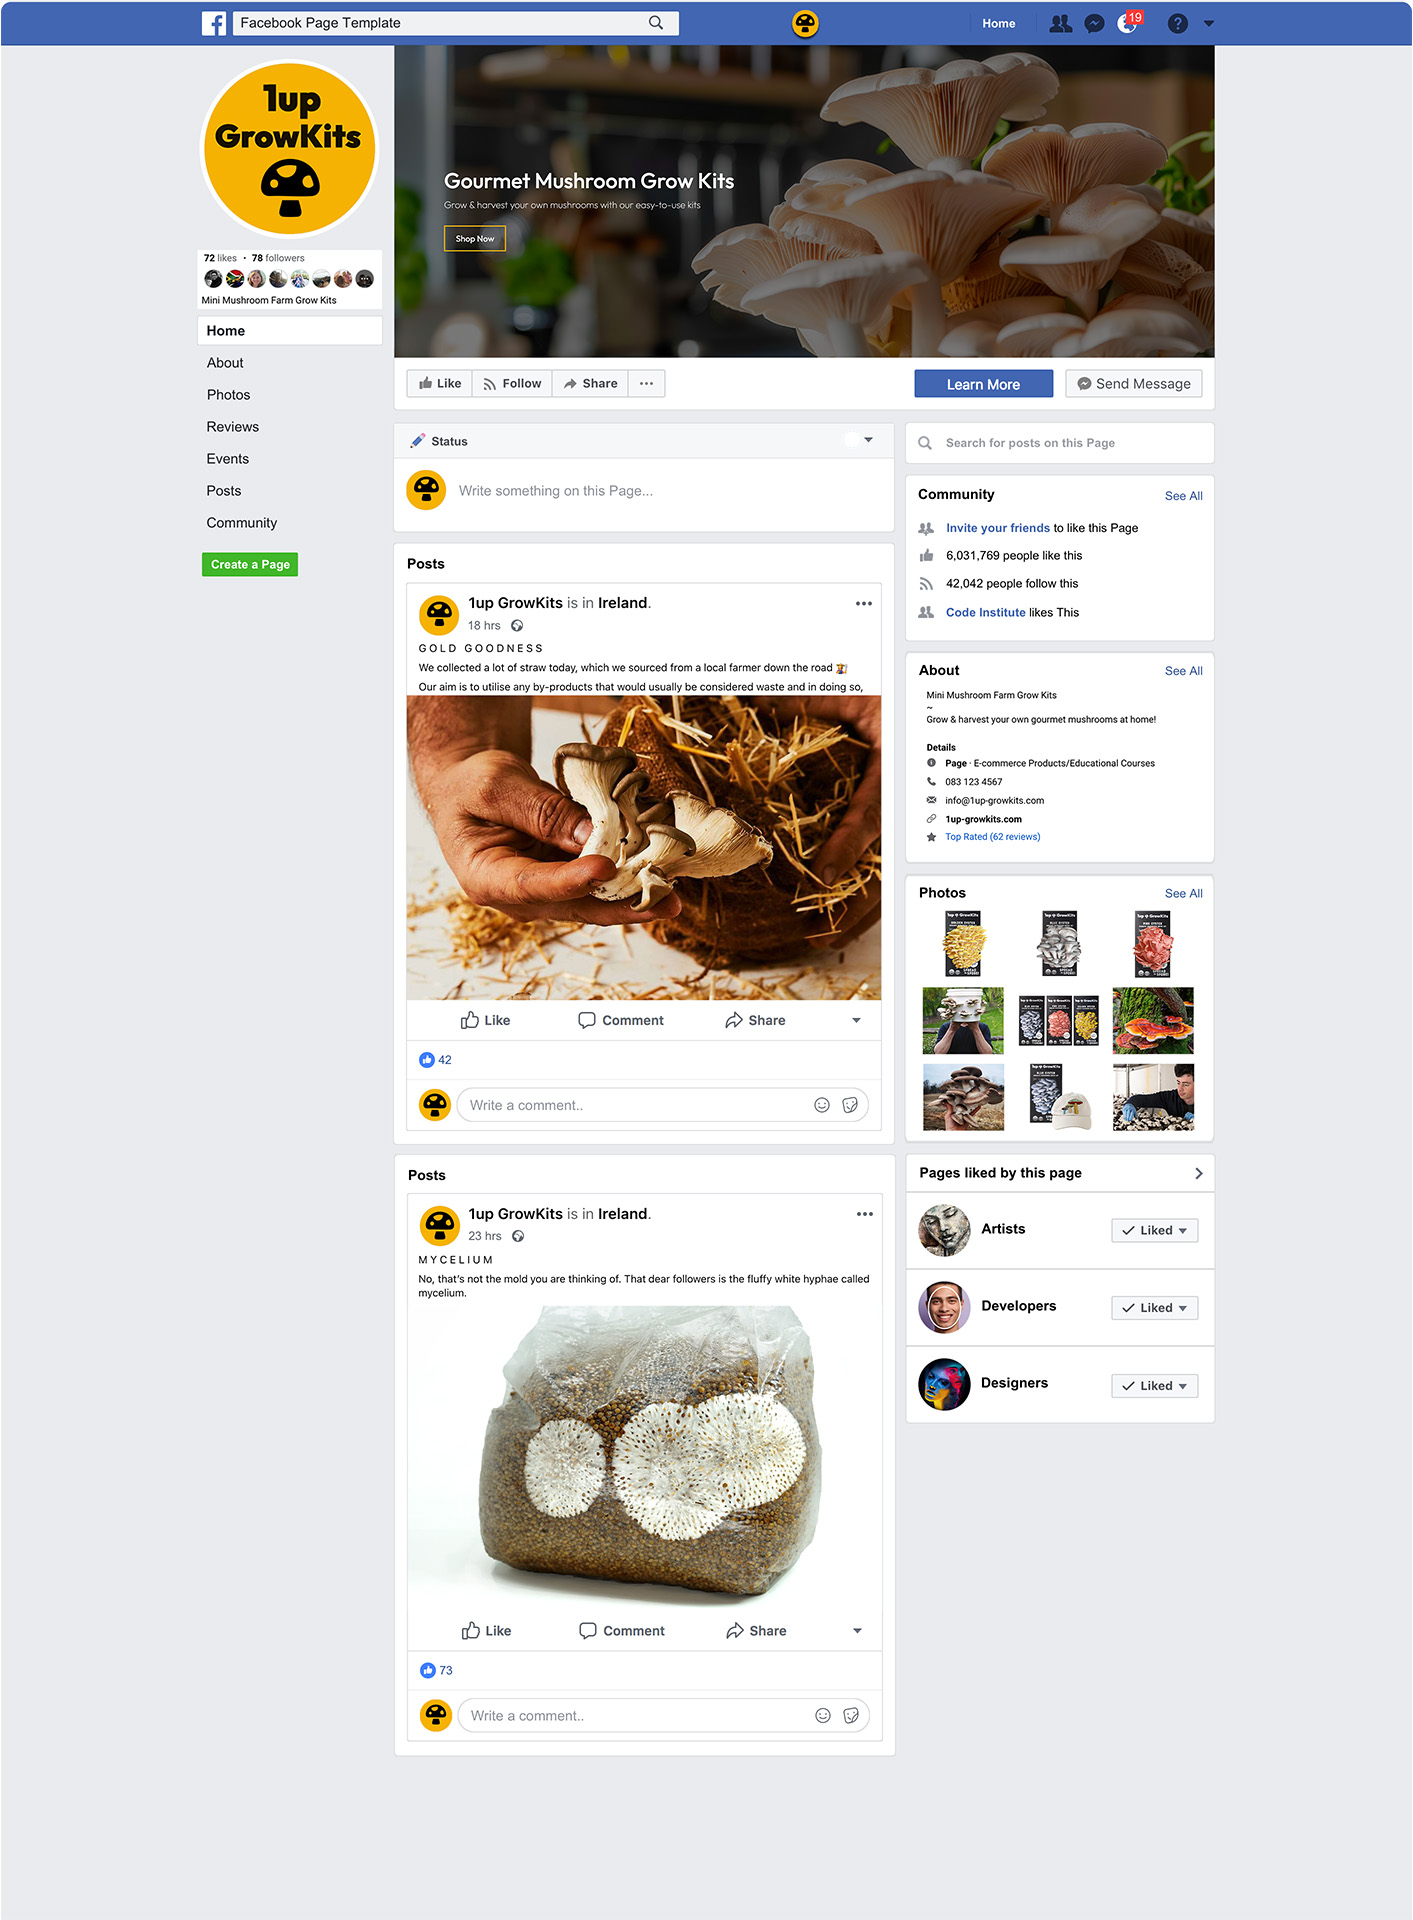 Facebook Page Template
Home
19
1up
GrowKits
72 likes · 78 followers
Mini Mushroom Farm Grow Kits
Home
About
Photos
Reviews
Events
Posts
Community
Create a Page
Gourmet Mushroom Grow Kits
Grow & harvest your own mushrooms with our easy-to-use kits
Shop Now
Like
Follow
Share
Learn More
Send Message
Status
Write something on this Page...
Posts
1up GrowKits is in Ireland.
18 hrs
GOLD GOODNESS
We collected a lot of straw today, which we sourced from a local farmer down the road
Our aim is to utilise any by-products that would usually be considered waste and in doing so,
Like
Comment
Share
42
Write a comment..
Posts
1up GrowKits is in Ireland.
23 hrs
MYCELIUM
No, that's not the mold you are thinking of. That dear followers is the fluffy white hyphae called
mycelium.
Like
Comment
Share
73
Write a comment..
Search for posts on this Page
Community
See All
Invite your friends to like this Page
6,031,769 people like this
42,042 people follow this
Code Institute likes This
About
See All
Mini Mushroom Farm Grow Kits
~
Grow & harvest your own gourmet mushrooms at home!
Details
Page · E-commerce Products/Educational Courses
083 123 4567
info@1up-growkits.com
1up-growkits.com
Top Rated (62 reviews)
Photos
See All
1up GrowKits
1up GrowKits
1up GrowKits
Pages liked by this page
Artists
Liked
Developers
Liked
Designers
Liked